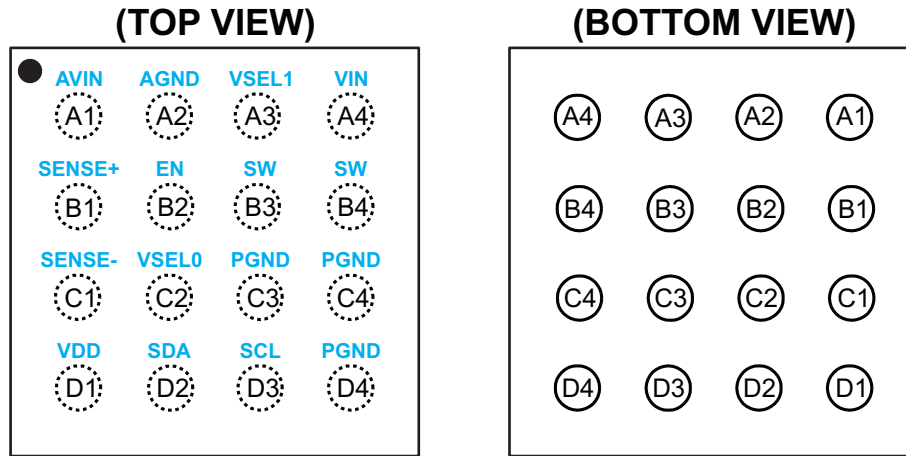 (TOP VIEW) (BOTTOM VIEW)
AVIN AGND VSEL1 VIN
A1 A2 A3 A4 A4 A3 A2 A1
SENSE+ EN SW SW
B1 B2 B3 B4 B4 B3 B2 B1
SENSE- VSEL0 PGND PGND
C1 C2 C3 C4 C4 C3 C2 C1
VDD SDA SCL PGND
D1 D2 D3 D4 D4 D3 D2 D1